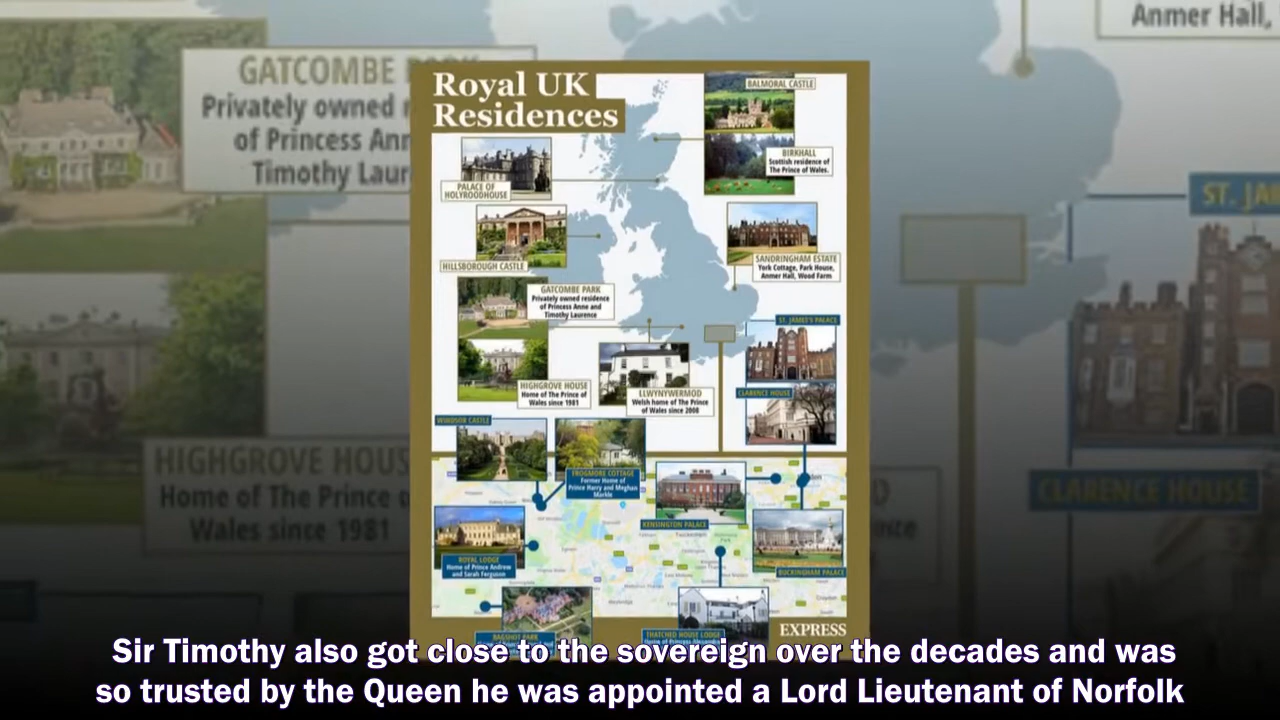 Royal UK
Residences
BALMORAL CASTLE
BIRKHALL
Scottish residence of
The Prince of Wales.
PALACE OF
HOLYROODHOUSE
HILLSBOROUGH CASTLE
SANDRINGHAM ESTATE
York Cottage, Park House,
Anmer Hall, Wood Farm
GATCOMBE PARK
Privately owned residence
of Princess Anne and
Timothy Laurence
ST. JAMES'S PALACE
HIGHGROVE HOUSE
Home of The Prince of
Wales since 1981
LLWYNYWERMOD
Welsh home of The Prince
of Wales since 2008
CLARENCE HOUSE
WINDSOR CASTLE
FROGMORE COTTAGE
Former Home of
Prince Harry and Meghan
Markle
KENSINGTON PALACE
ROYAL LODGE
Home of Prince Andrew
and Sarah Ferguson
BUCKINGHAM PALACE
BAGSHOT PARK
THATCHED HOUSE LODGE
EXPRESS
GATCOMBE P
Privately owned r
of Princess Ann
Timothy Laur
HIGHGROVE HOUS
Home of The Prince o
Wales since 1981
Anmer Hall,
ST. JA
CLARENCE HOUSE
Sir Timothy also got close to the sovereign over the decades and was
so trusted by the Queen he was appointed a Lord Lieutenant of Norfolk